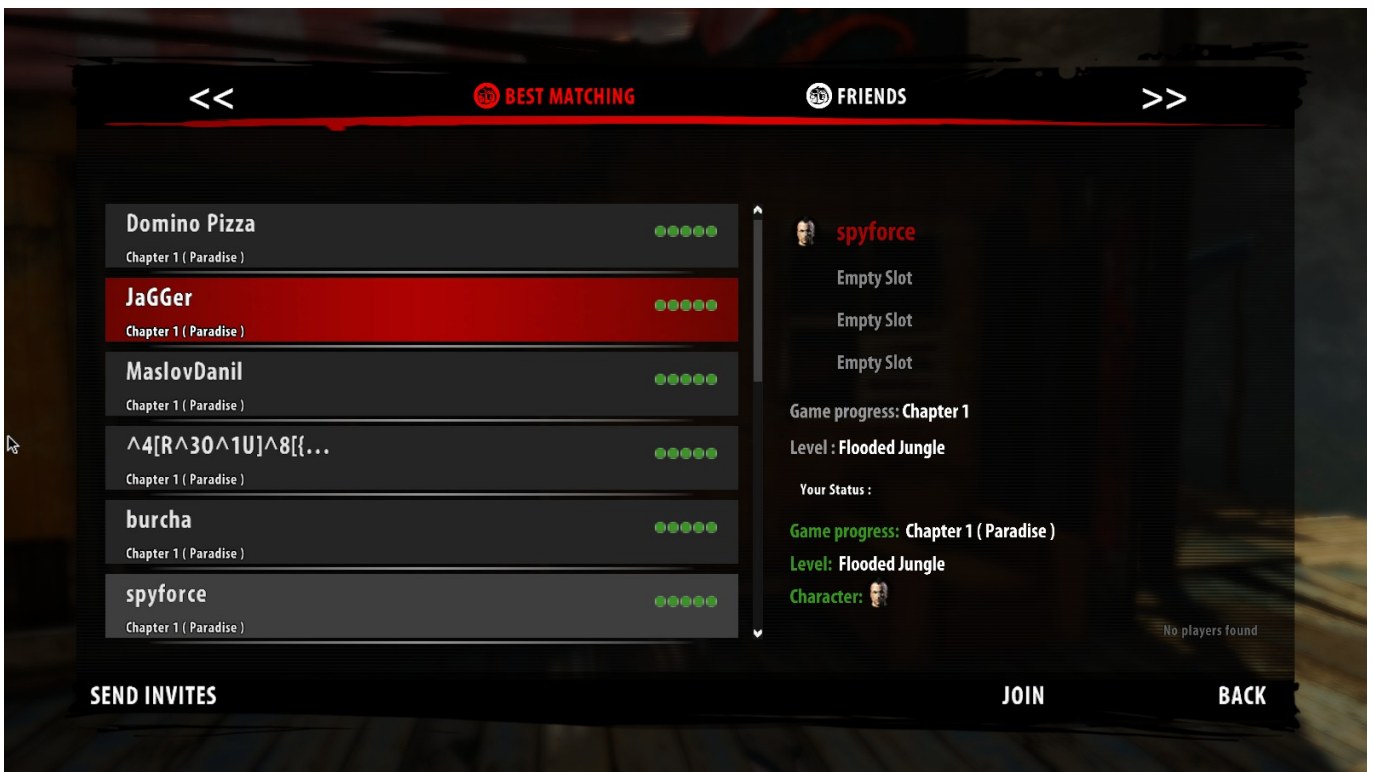 <<
BEST MATCHING
FRIENDS
>>
Domino Pizza
Chapter 1 ( Paradise )
JaGGer
Chapter 1 ( Paradise )
MaslovDanil
Chapter 1 ( Paradise )
^4[R^3O^1U]^8[{...
Chapter 1 ( Paradise )
burcha
Chapter 1 ( Paradise )
spyforce
Chapter 1 ( Paradise )
spyforce
Empty Slot
Empty Slot
Empty Slot
Game progress: Chapter 1
Level : Flooded Jungle
Your Status :
Game progress: Chapter 1 ( Paradise )
Level: Flooded Jungle
Character:
No players found
SEND INVITES
JOIN
BACK